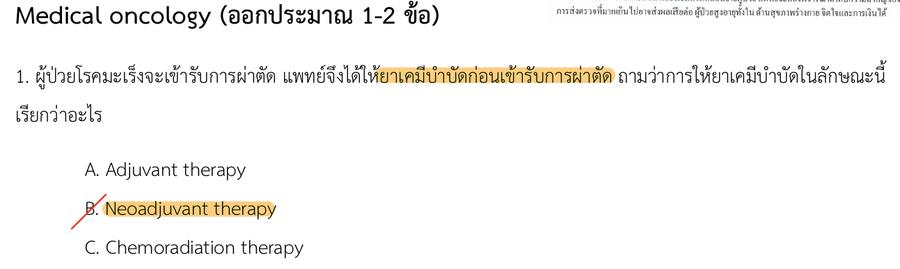 Medical oncology (ออกประมาณ 1-2 ข้อ)
การส่งตรวจที่มากเกินไปอาจส่งผลเสียต่อ ผู้ป่วยสูงอายุทั้งใน ด้านสุขภาพร่างกาย จิตใจและการเงินได้
1. ผู้ป่วยโรคมะเร็งจะเข้ารับการผ่าตัด แพทย์จึงได้ให้ยาเคมีบำบัดก่อนเข้ารับการผ่าตัด ถามว่าการให้ยาเคมีบำบัดในลักษณะนี้
เรียกว่าอะไร
A. Adjuvant therapy
B. Neoadjuvant therapy
C. Chemoradiation therapy